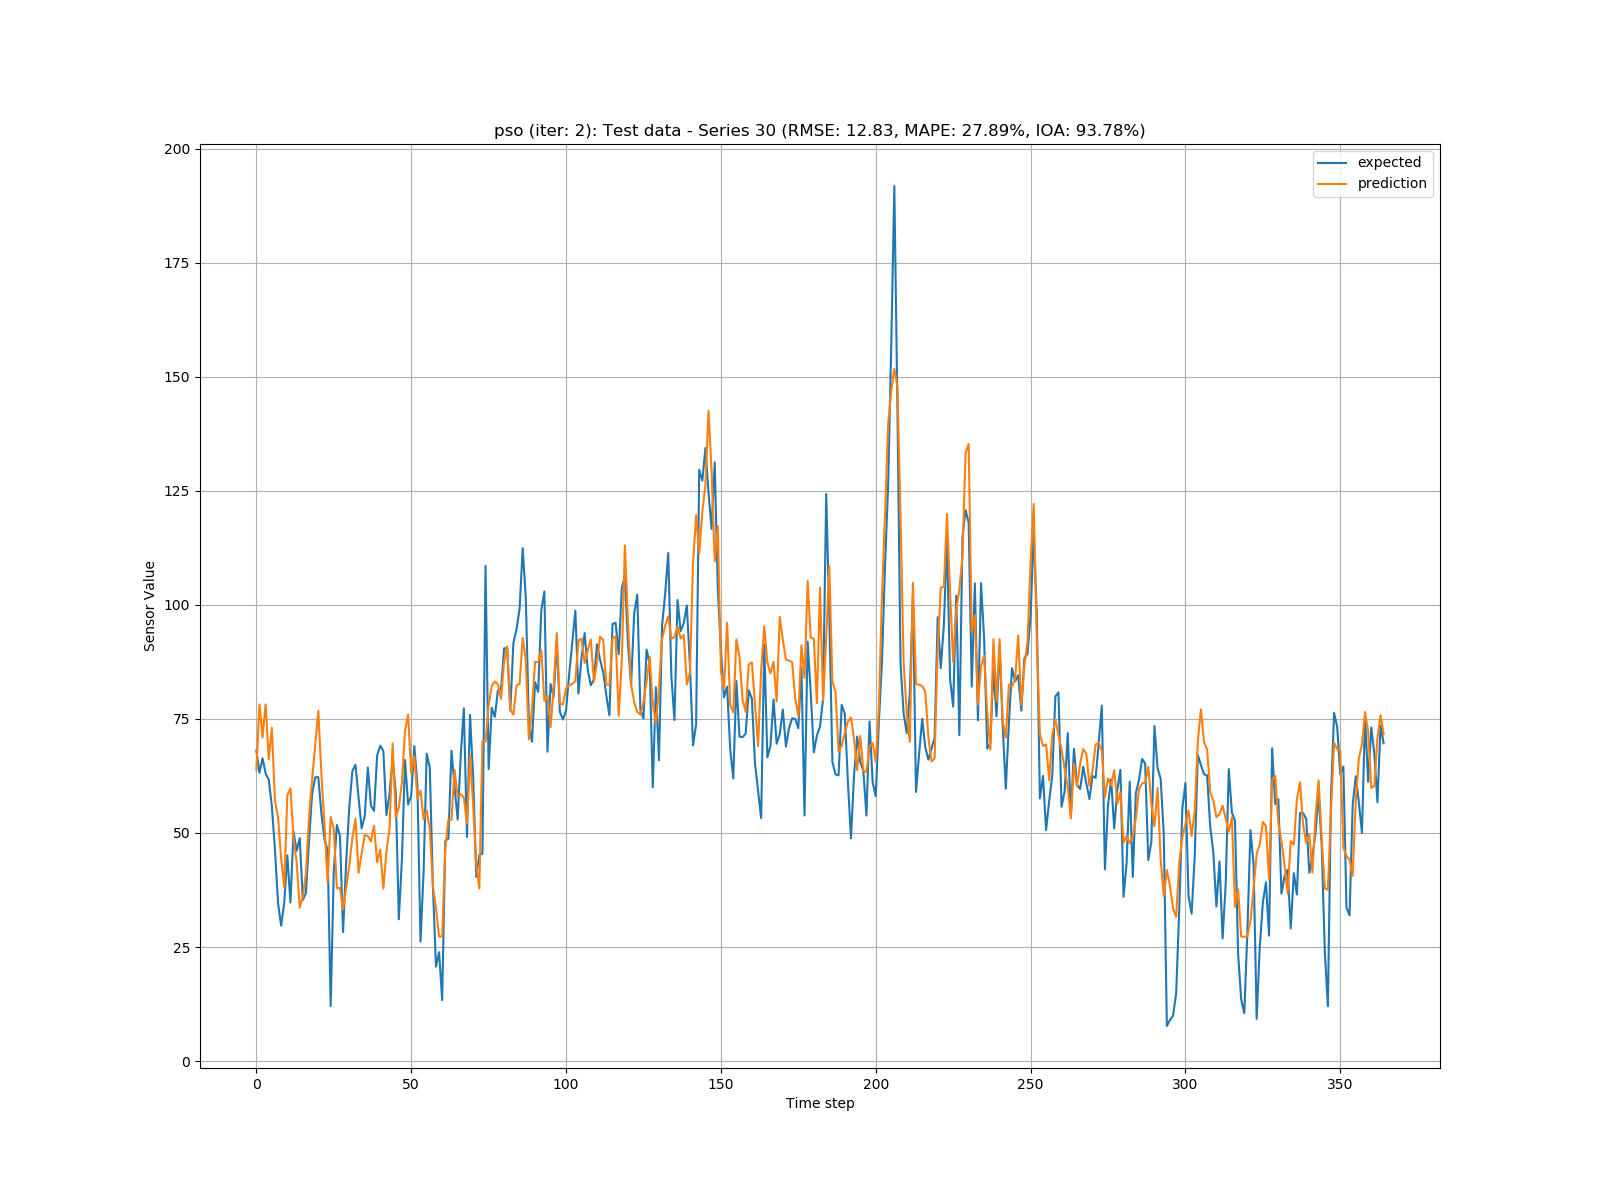 pso (iter: 2): Test data - Series 30 (RMSE: 12.83, MAPE: 27.89%, IOA: 93.78%)
expected
prediction
200
175
150
125
100
75
50
25
0
Sensor Value
0 50 100 150 200 250 300 350
Time step